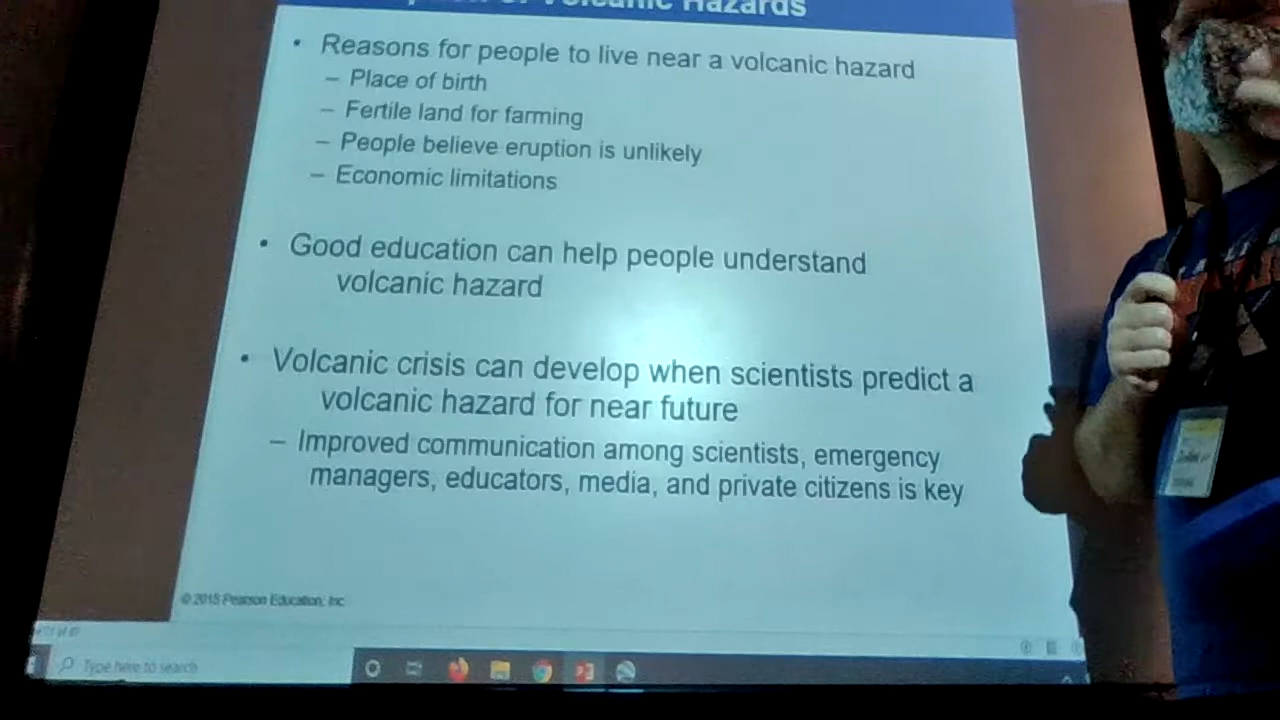 Volcanic Hazards
• Reasons for people to live near a volcanic hazard
– Place of birth
– Fertile land for farming
– People believe eruption is unlikely
– Economic limitations
• Good education can help people understand
volcanic hazard
• Volcanic crisis can develop when scientists predict a
volcanic hazard for near future
– Improved communication among scientists, emergency
managers, educators, media, and private citizens is key
© 2015 Pearson Education, Inc.
Type here to search